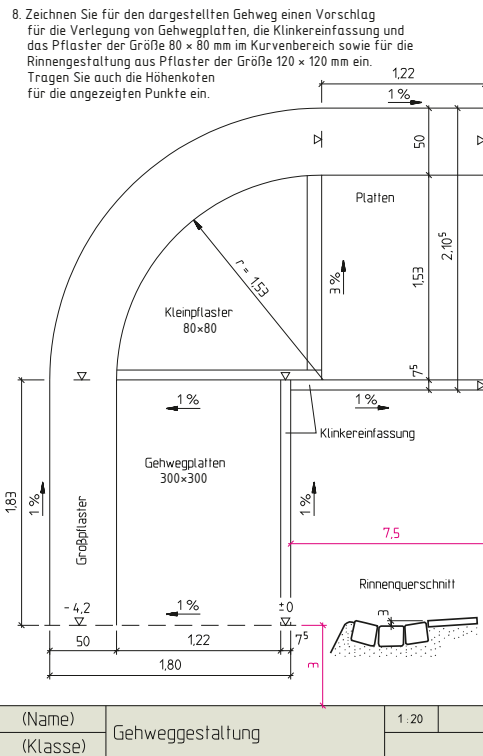 8. Zeichnen Sie für den dargestellten Gehweg einen Vorschlag
für die Verlegung von Gehwegplatten, die Klinkereinfassung und
das Pflaster der Größe 80 × 80 mm im Kurvenbereich sowie für die
Rinnengestaltung aus Pflaster der Größe 120 × 120 mm ein.
Tragen Sie auch die Höhenkoten
für die angezeigten Punkte ein.
1,22
1 %
50
Platten
2,10⁵
1,53
r = 1,53
3 %
Kleinpflaster
80×80
7⁵
1 %
1 %
Klinkereinfassung
Gehwegplatten
300×300
1,83
1 %
Großpflaster
1 %
7,5
Rinnenquerschnitt
3
- 4,2
1 %
±0
50
1,22
7⁵
1,80
3
(Name)
Gehweggestaltung
1:20
(Klasse)